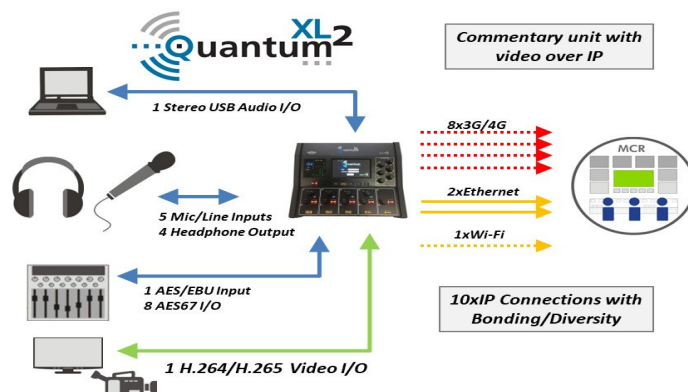 Quantum XL2
Commentary unit with
video over IP
1 Stereo USB Audio I/O
8x3G/4G
MCR
2xEthernet
5 Mic/Line Inputs
4 Headphone Output
1xWi-Fi
1 AES/EBU Input
8 AES67 I/O
10xIP Connections with
Bonding/Diversity
1 H.264/H.265 Video I/O